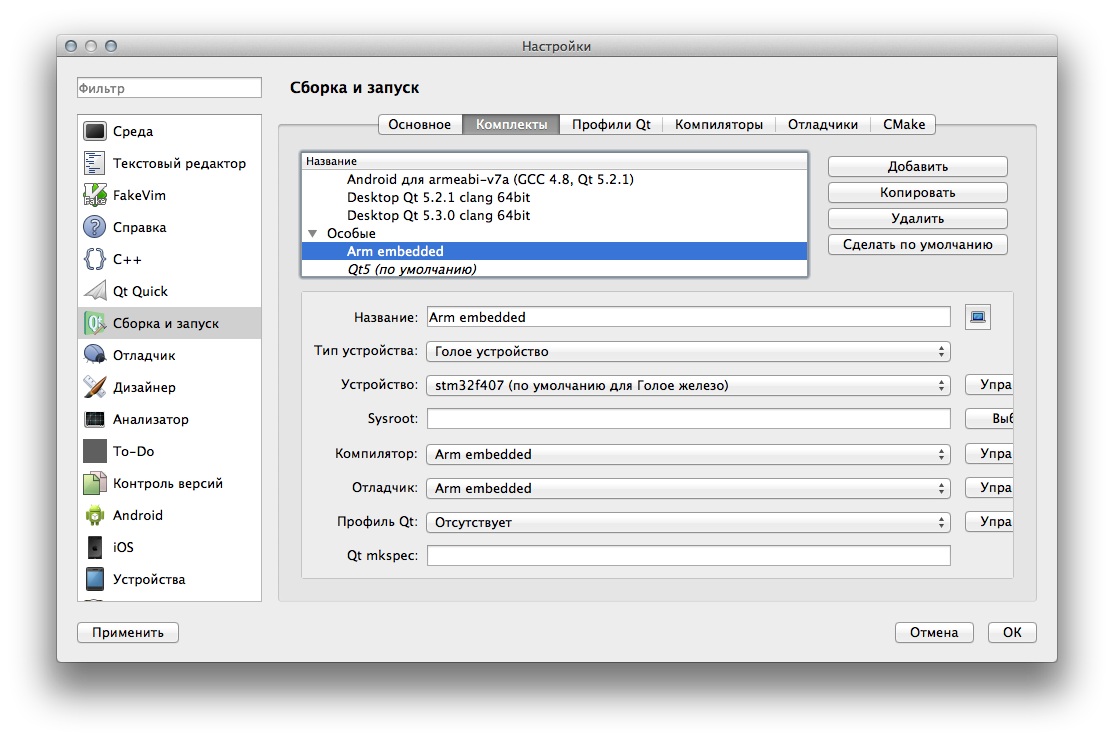 Настройки
Фильтр
Среда
Текстовый редактор
FakeVim
Справка
C++
Qt Quick
Сборка и запуск
Отладчик
Дизайнер
Анализатор
To-Do
Контроль версий
Android
iOS
Устройства
Сборка и запуск
Основное Комплекты Профили Qt Компиляторы Отладчики CMake
Название
Android для armeabi-v7a (GCC 4.8, Qt 5.2.1)
Desktop Qt 5.2.1 clang 64bit
Desktop Qt 5.3.0 clang 64bit
Особые
Arm embedded
Qt5 (по умолчанию)
Добавить
Копировать
Удалить
Сделать по умолчанию
Название: Arm embedded
Тип устройства: Голое устройство
Устройство: stm32f407 (по умолчанию для Голое железо) Упра
Sysroot: Выб
Компилятор: Arm embedded Упра
Отладчик: Arm embedded Упра
Профиль Qt: Отсутствует Упра
Qt mkspec:
Применить Отмена OK